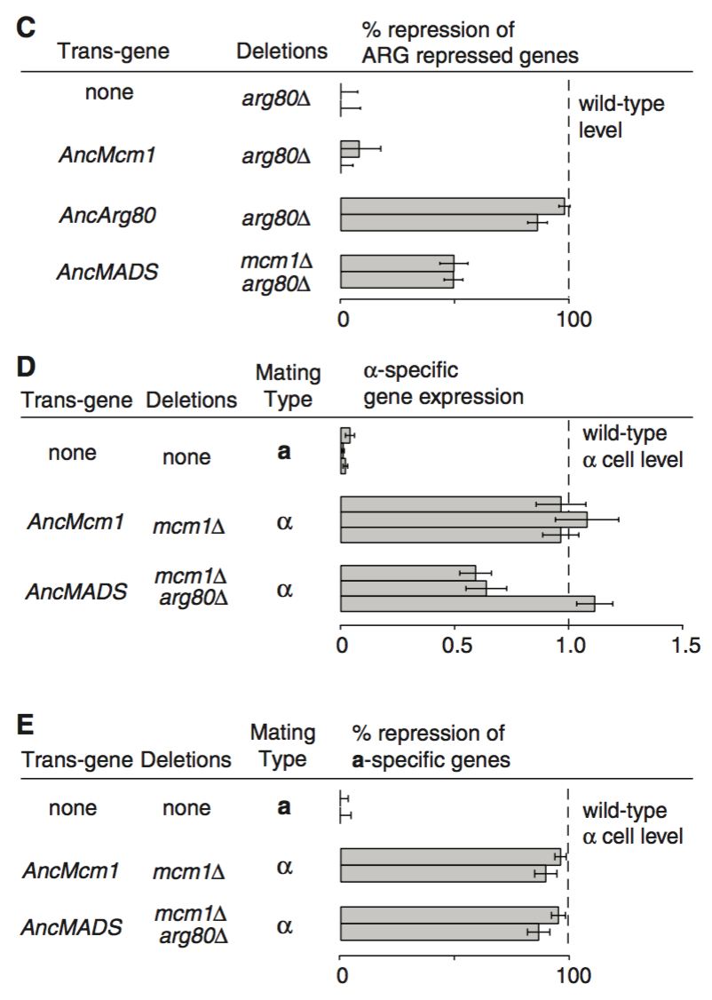 C
Trans-gene Deletions % repression of
ARG repressed genes
none arg80Δ
wild-type
level
AncMcm1 arg80Δ
AncArg80 arg80Δ
AncMADS mcm1Δ
arg80Δ
0 100
D
Trans-gene Deletions Mating
Type
α-specific
gene expression
none none a
wild-type
α cell level
AncMcm1 mcm1Δ α
AncMADS mcm1Δ
arg80Δ
α
0 0.5 1.0 1.5
E
Trans-gene Deletions Mating
Type
% repression of
a-specific genes
none none a
wild-type
α cell level
AncMcm1 mcm1Δ α
AncMADS mcm1Δ
arg80Δ
α
0 100